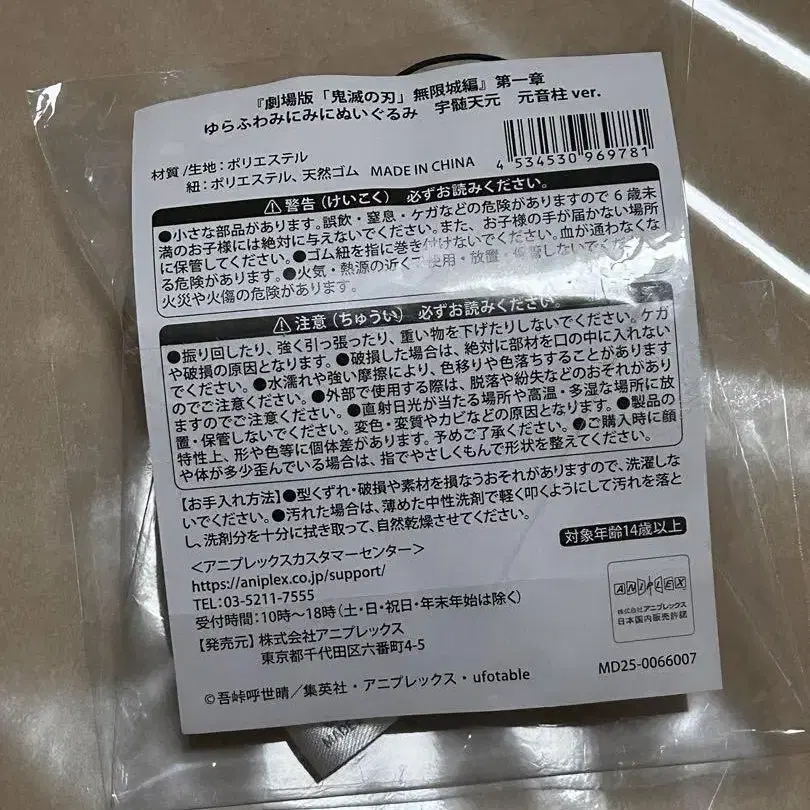 『劇場版「鬼滅の刃」無限城編』第一章
ゆらふわみにみにぬいぐるみ 宇髄天元 元音柱 ver.
材質/生地:ポリエステル
紐:ポリエステル、天然ゴム MADE IN CHINA
4 534530 969781
⚠警告(けいこく) 必ずお読みください。
●小さな部品があります。誤飲・窒息・ケガなどの危険がありますので6歳未
満のお子様には絶対に与えないでください。また、お子様の手が届かない場所
に保管してください。●ゴム紐を指に巻き付けないでください。血が通わなくな
る危険があります。●火気・熱源の近くで使用・放置・保管しないでください。
火災や火傷の危険があります。
⚠注意(ちゅうい) 必ずお読みください。
●振り回したり、強く引っ張ったり、重い物を下げたりしないでください。ケガ
や破損の原因となります。●破損した場合は、絶対に部材を口の中に入れない
でください。●水濡れや強い摩擦により、色移りや色落ちすることがあります
のでご注意ください。●外部で使用する際は、脱落や紛失などのおそれがあり
ますのでご注意ください。●直射日光が当たる場所や高温・多湿な場所に放
置・保管しないでください。変色・変質やカビなどの原因となります。●製品の
特性上、形や色等に個体差があります。予めご了承ください。●ご購入時に顔
や体が多少歪んでいる場合は、指でやさしくもんで形状を整えてください。
【お手入れ方法】●型くずれ・破損や素材を損なうおそれがありますので、洗濯しな
いでください。●汚れた場合は、薄めた中性洗剤で軽く叩くようにして汚れを落と
し、洗剤分を十分に拭き取って、自然乾燥させてください。
対象年齢14歳以上
<アニプレックスカスタマーセンター>
https://aniplex.co.jp/support/
TEL:03-5211-7555
受付時間:10時~18時(土・日・祝日・年末年始は除く)
【発売元】株式会社アニプレックス
東京都千代田区六番町4-5
ANIPLEX
株式会社アニプレックス
日本国内販売許諾
MD25-0066007
©吾峠呼世晴/集英社・アニプレックス・ufotable